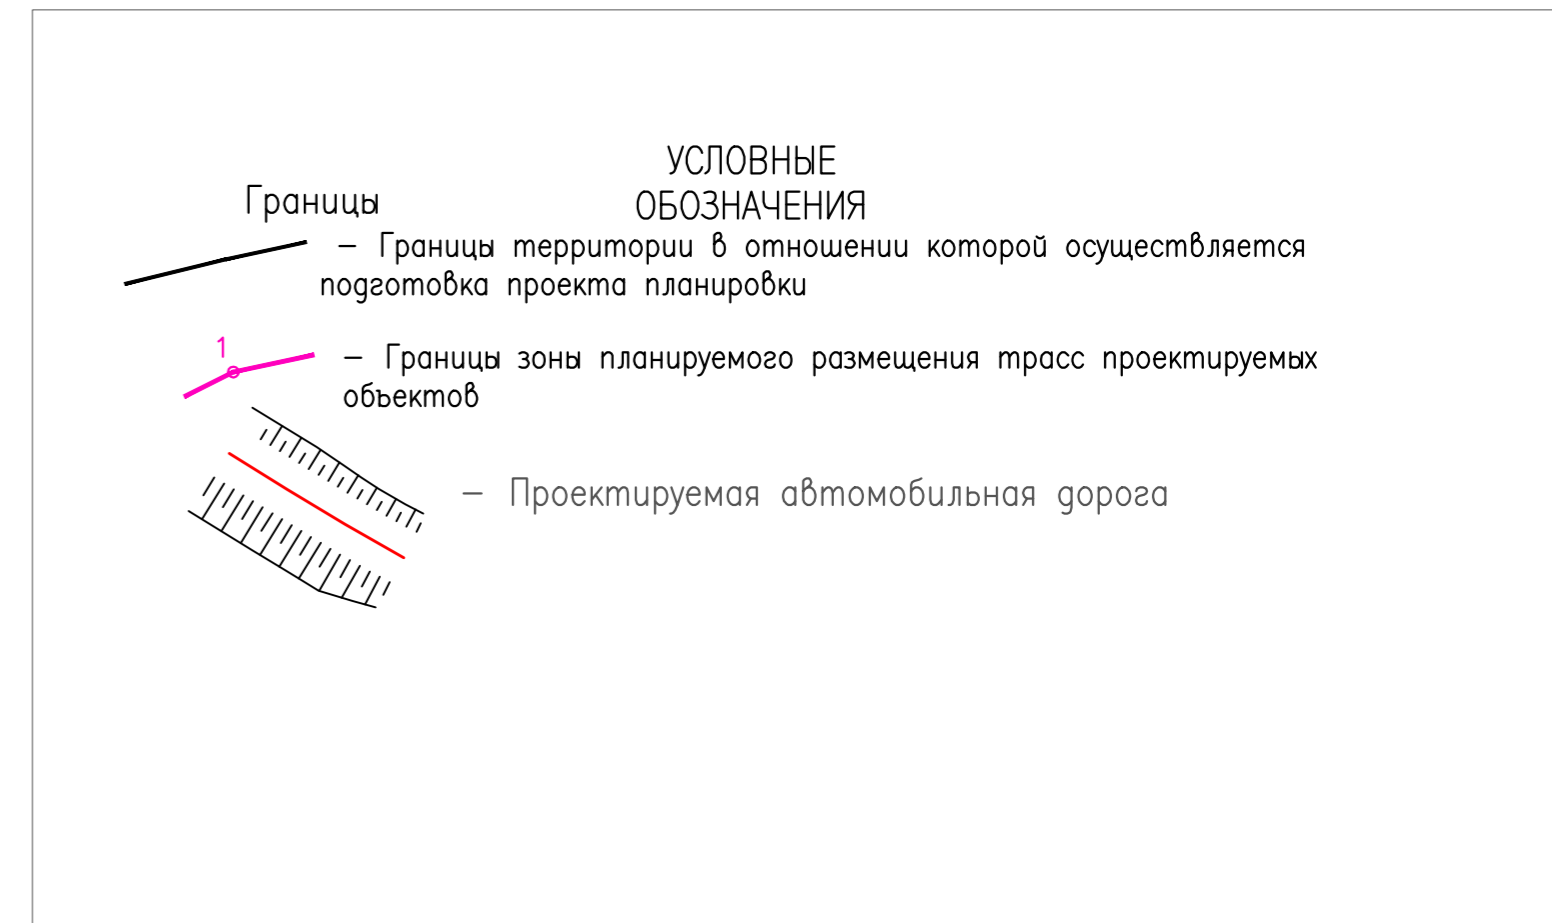 УСЛОВНЫЕ
ОБОЗНАЧЕНИЯ
Границы
– Границы территории в отношении которой осуществляется
подготовка проекта планировки
1
– Границы зоны планируемого размещения трасс проектируемых
объектов
– Проектируемая автомобильная дорога